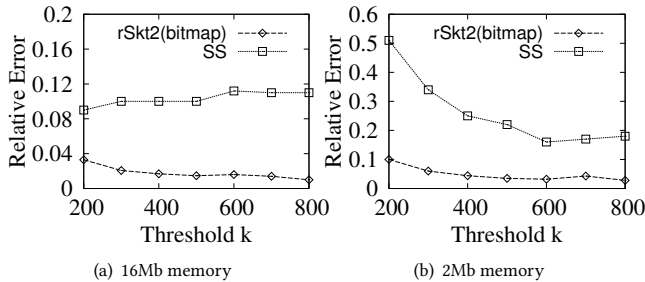 0.2
0.16
0.12
0.08
0.04
0
Relative Error
rSkt2(bitmap)
SS
200 400 600 800
Threshold k
(a) 16Mb memory
0.6
0.5
0.4
0.3
0.2
0.1
0
Relative Error
rSkt2(bitmap)
SS
200 400 600 800
Threshold k
(b) 2Mb memory